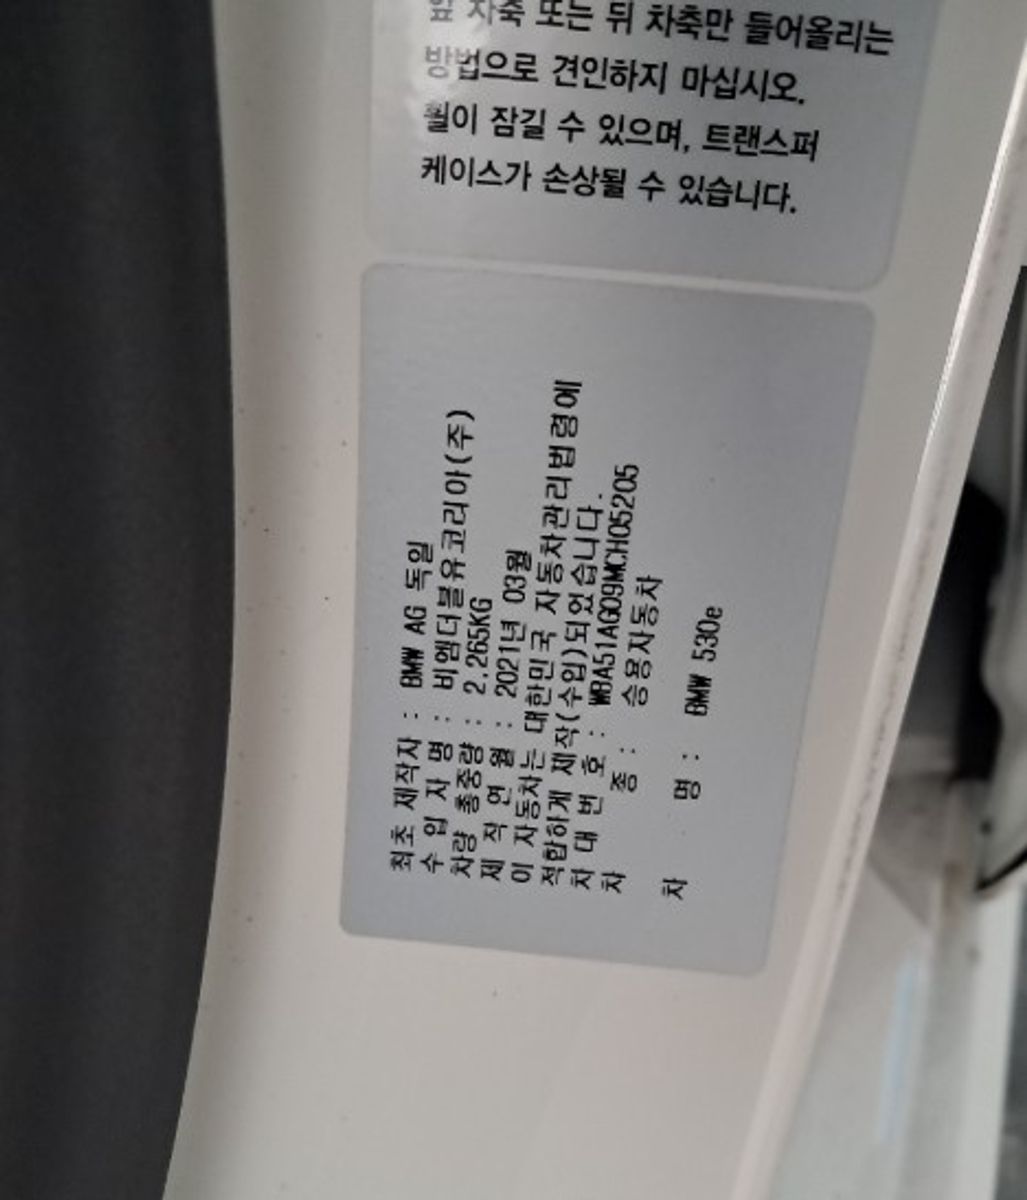 앞 차축 또는 뒤 차축만 들어올리는
방법으로 견인하지 마십시오.
휠이 잠길 수 있으며, 트랜스퍼
케이스가 손상될 수 있습니다.
최초 제작자 : BMW AG 독일
수 입 자 명 : 비엠더블유코리아(주)
차량 총중량 : 2,265KG
제 작 연 월 : 2021년 03월
이 자동차는 대한민국 자동차관리법령에
적합하게 제작(수입)되었습니다.
차 대 번 호 : WBA51AG09MCH05205
차 종 : 승용자동차
차 명 : BMW 530e